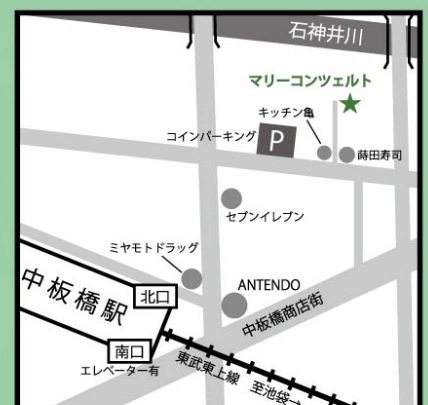 石神井川
マリーコンツェルト
キッチン亀
コインパーキング
P
蒔田寿司
セブンイレブン
ミヤモトドラッグ
ANTENDO
中板橋商店街
中板橋駅
北口
南口
エレベーター有
東武東上線 至池袋→